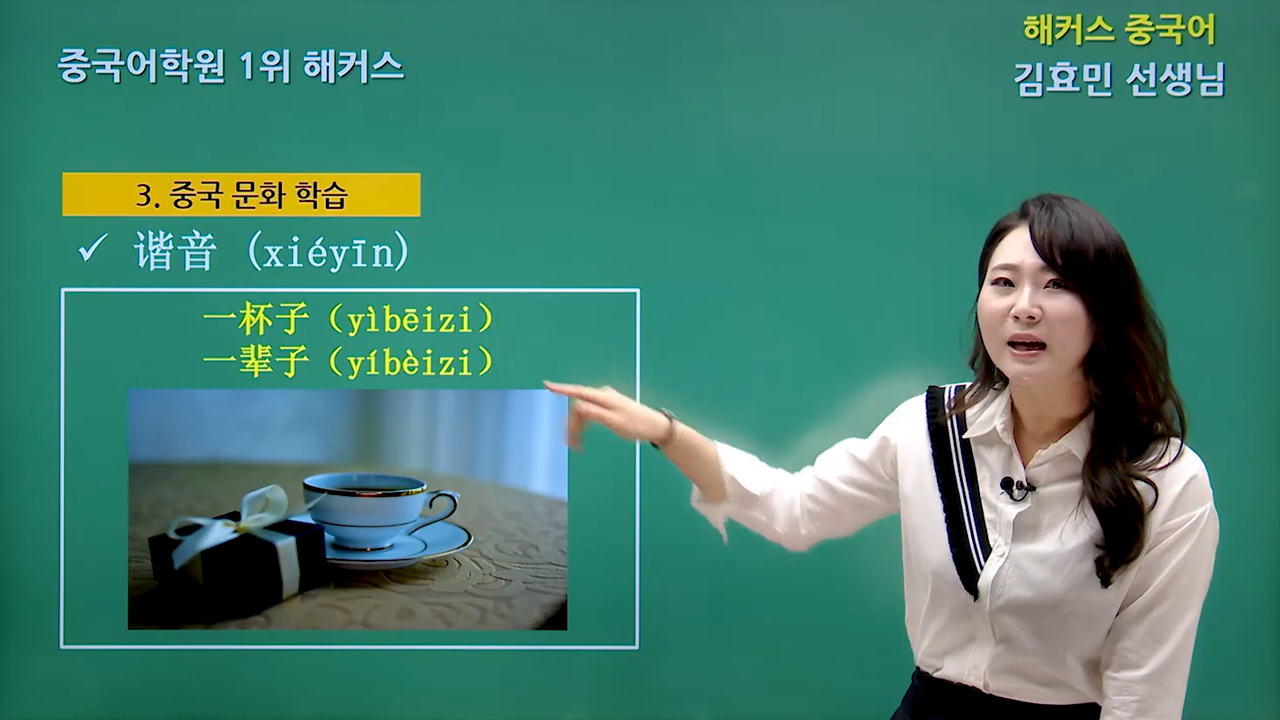 중국어학원 1위 해커스
해커스 중국어
김효민 선생님
3. 중국 문화 학습
✓ 谐音 (xiéyīn)
一杯子（yìbēizi）
一辈子（yíbèizi）